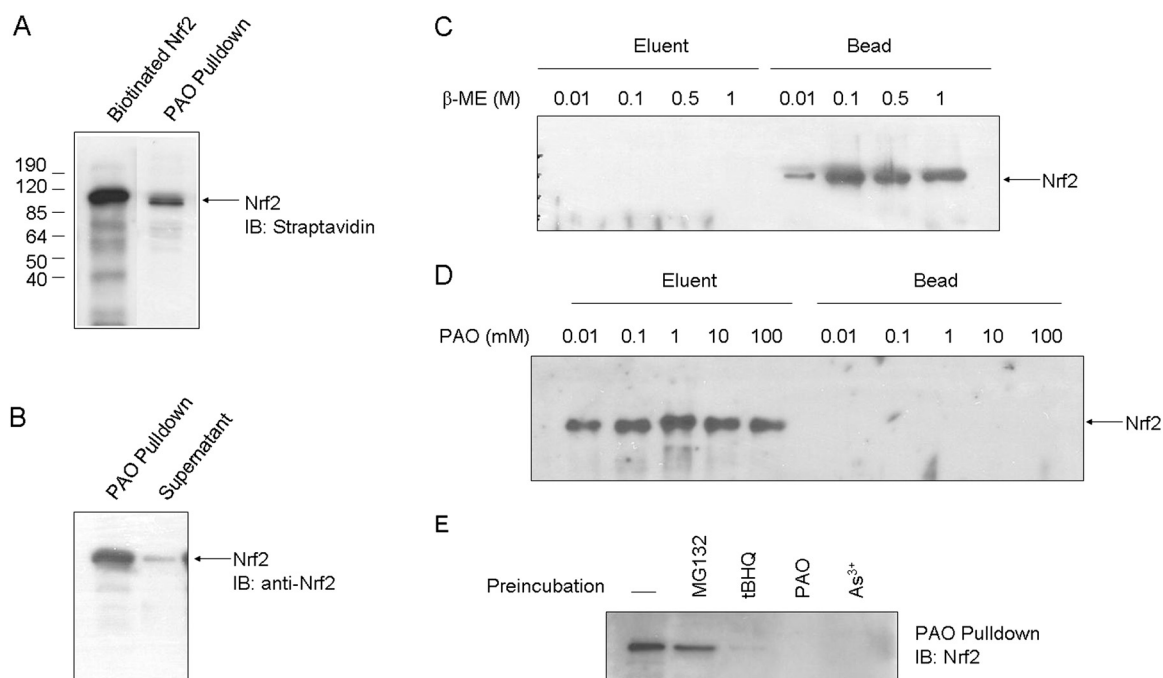 A
Biotinated Nrf2
PAO Pulldown
190
120
85
64
50
40
Nrf2
IB: Straptavidin
B
PAO Pulldown
Supernatant
Nrf2
IB: anti-Nrf2
C
Eluent Bead
β-ME (M) 0.01 0.1 0.5 1 0.01 0.1 0.5 1
Nrf2
D
Eluent Bead
PAO (mM) 0.01 0.1 1 10 100 0.01 0.1 1 10 100
Nrf2
E
Preincubation — MG132 tBHQ PAO As³⁺
PAO Pulldown
IB: Nrf2